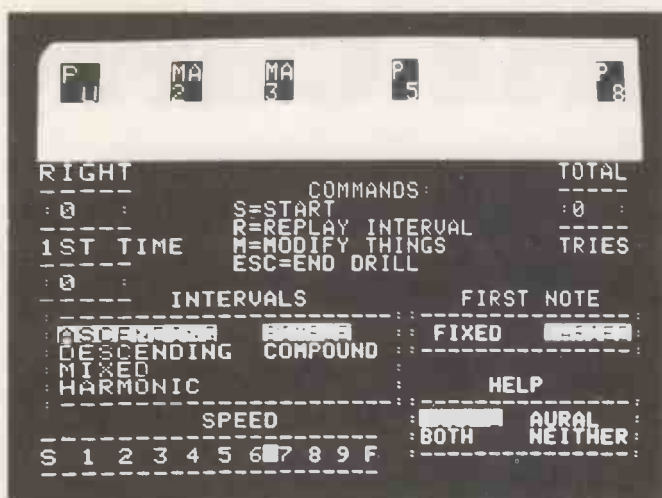 P MA MA P P
U 2 3 5 8
RIGHT TOTAL
COMMANDS:
:0 : S=START :0 :
R=REPLAY INTERVAL
1ST TIME M=MODIFY THINGS TRIES
ESC=END DRILL
:0 :
INTERVALS FIRST NOTE
ASCENDING FIXED
DESCENDING COMPOUND
MIXED
HARMONIC HELP
SPEED AURAL
BOTH NEITHER
S 1 2 3 4 5 6 7 8 9 F